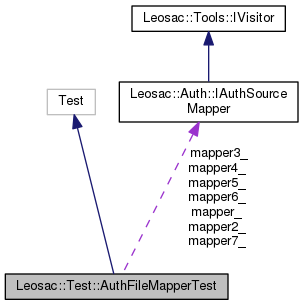 Leosac::Tools::IVisitor
Test
Leosac::Auth::IAuthSource
Mapper
mapper3_
mapper4_
mapper5_
mapper6_
mapper_
mapper2_
mapper7_
Leosac::Test::AuthFileMapperTest